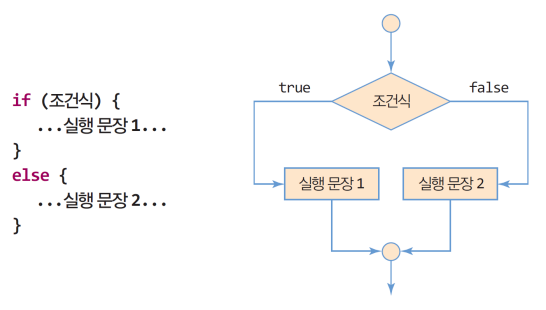 if (조건식) {
...실행 문장 1...
}
else {
...실행 문장 2...
}
true
false
조건식
실행 문장 1
실행 문장 2